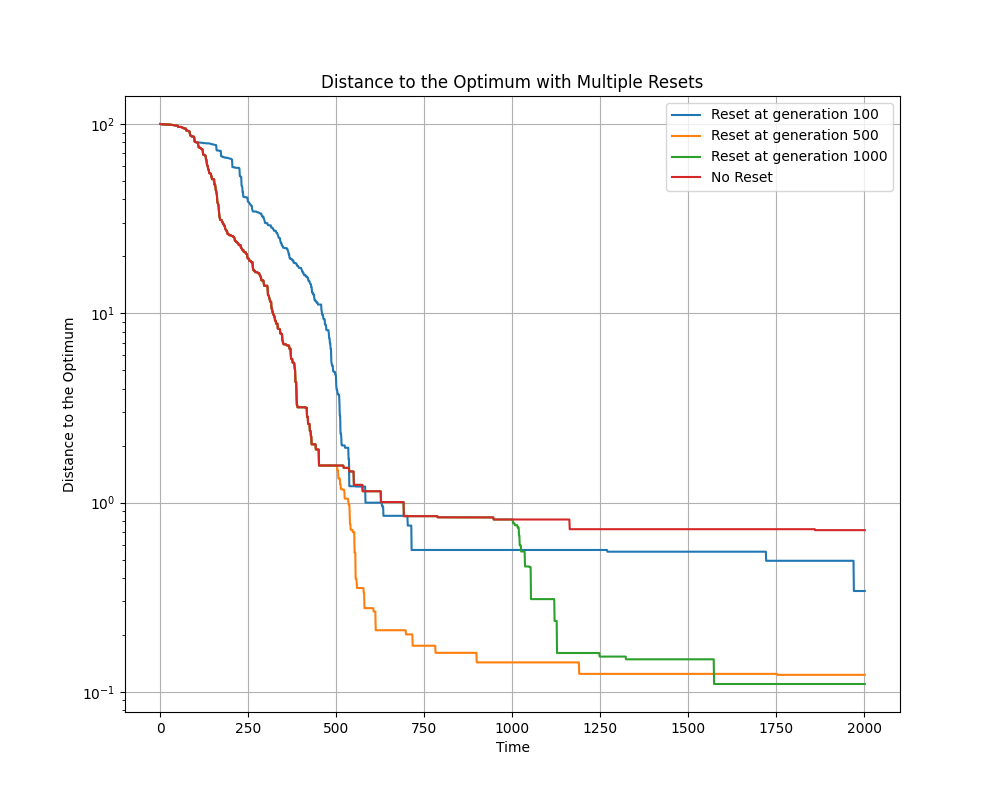 Distance to the Optimum with Multiple Resets
Reset at generation 100
Reset at generation 500
Reset at generation 1000
No Reset
Distance to the Optimum
10²
10¹
10⁰
10⁻¹
0 250 500 750 1000 1250 1500 1750 2000
Time